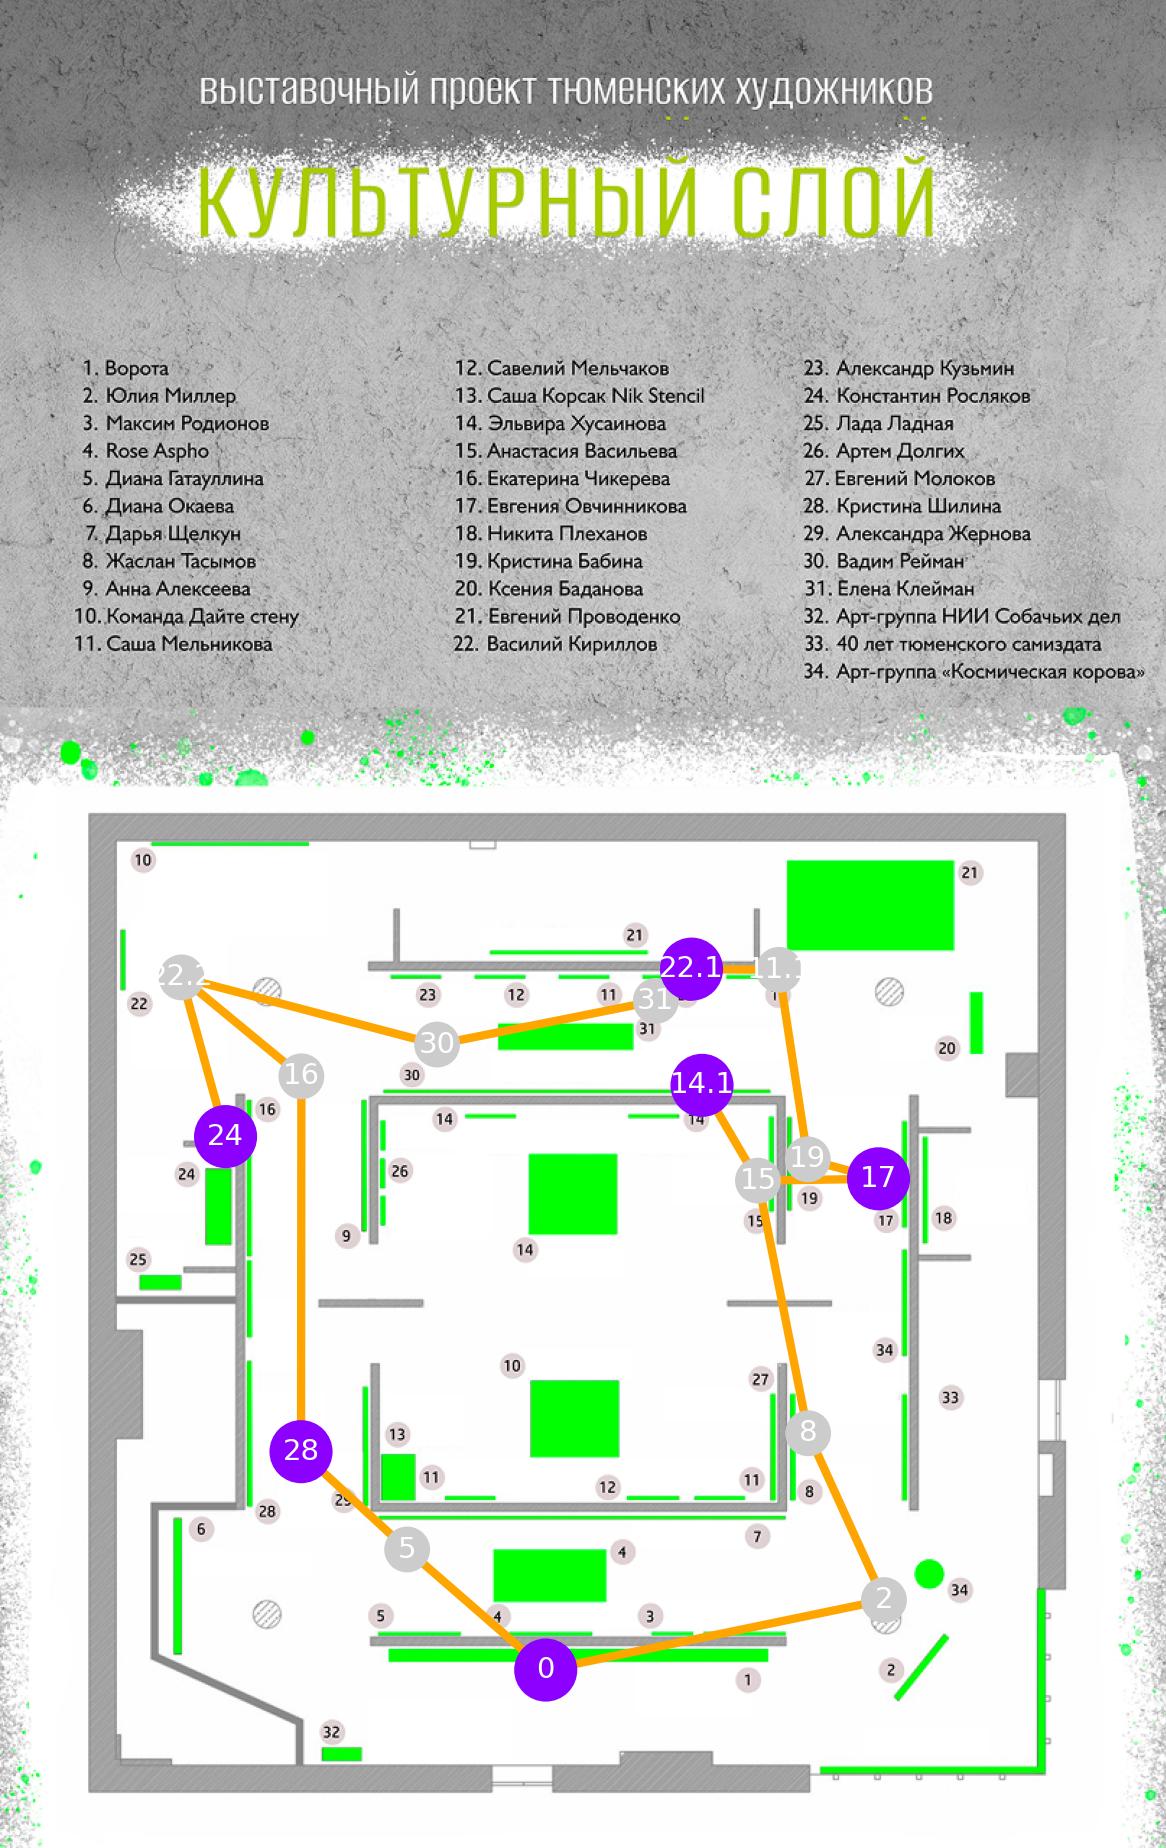 выставочный проект тюменских художников
КУЛЬТУРНЫЙ СЛОЙ
1. Ворота
2. Юлия Миллер
3. Максим Родионов
4. Rose Aspho
5. Диана Гатауллина
6. Диана Окаева
7. Дарья Щелкун
8. Жаслан Тасымов
9. Анна Алексеева
10. Команда Дайте стену
11. Саша Мельникова
12. Савелий Мельчаков
13. Саша Корсак Nik Stencil
14. Эльвира Хусаинова
15. Анастасия Васильева
16. Екатерина Чикерева
17. Евгения Овчинникова
18. Никита Плеханов
19. Кристина Бабина
20. Ксения Баданова
21. Евгений Проводенко
22. Василий Кириллов
23. Александр Кузьмин
24. Константин Росляков
25. Лада Ладная
26. Артем Долгих
27. Евгений Молоков
28. Кристина Шилина
29. Александра Жернова
30. Вадим Рейман
31. Елена Клейман
32. Арт-группа НИИ Собачьих дел
33. 40 лет тюменского самиздата
34. Арт-группа «Космическая корова»
10
21
21
22.1
22
23
12
11
31
31
30
30
20
16
16
14.1
14
14
24
24
26
15
15
19
19
17
17
18
9
14
25
34
10
27
33
13
8
8
28
28
11
12
11
29
6
7
5
5
4
4
3
2
2
34
0
1
32